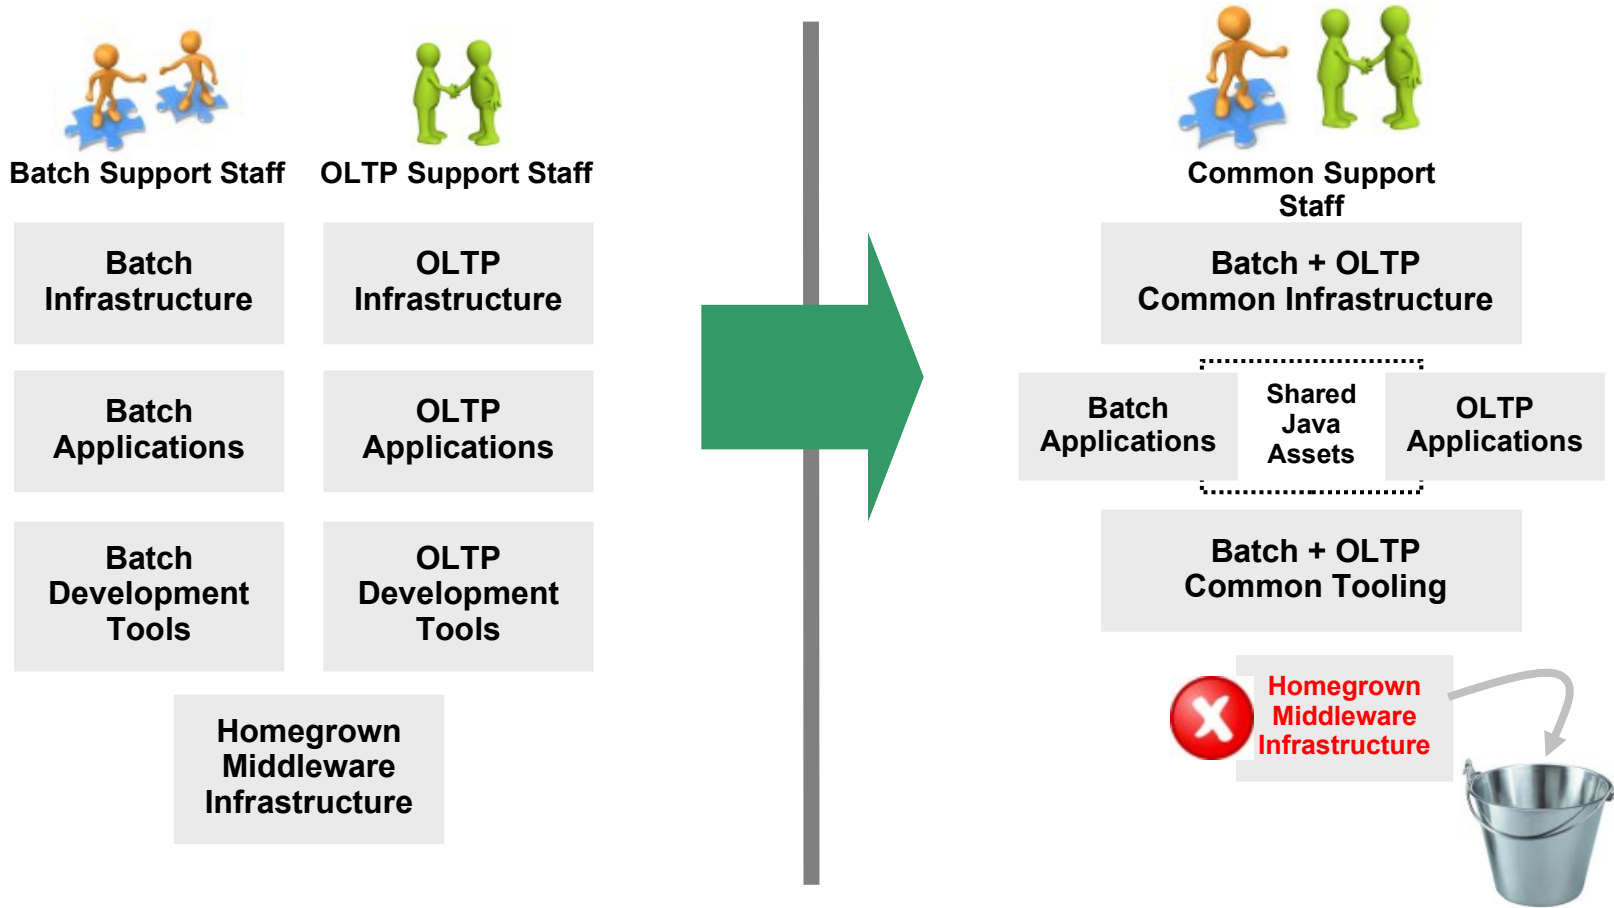 Batch Support Staff
OLTP Support Staff
Batch
Infrastructure
OLTP
Infrastructure
Batch
Applications
OLTP
Applications
Batch
Development
Tools
OLTP
Development
Tools
Homegrown
Middleware
Infrastructure
Common Support
Staff
Batch + OLTP
Common Infrastructure
Batch
Applications
Shared
Java
Assets
OLTP
Applications
Batch + OLTP
Common Tooling
Homegrown
Middleware
Infrastructure